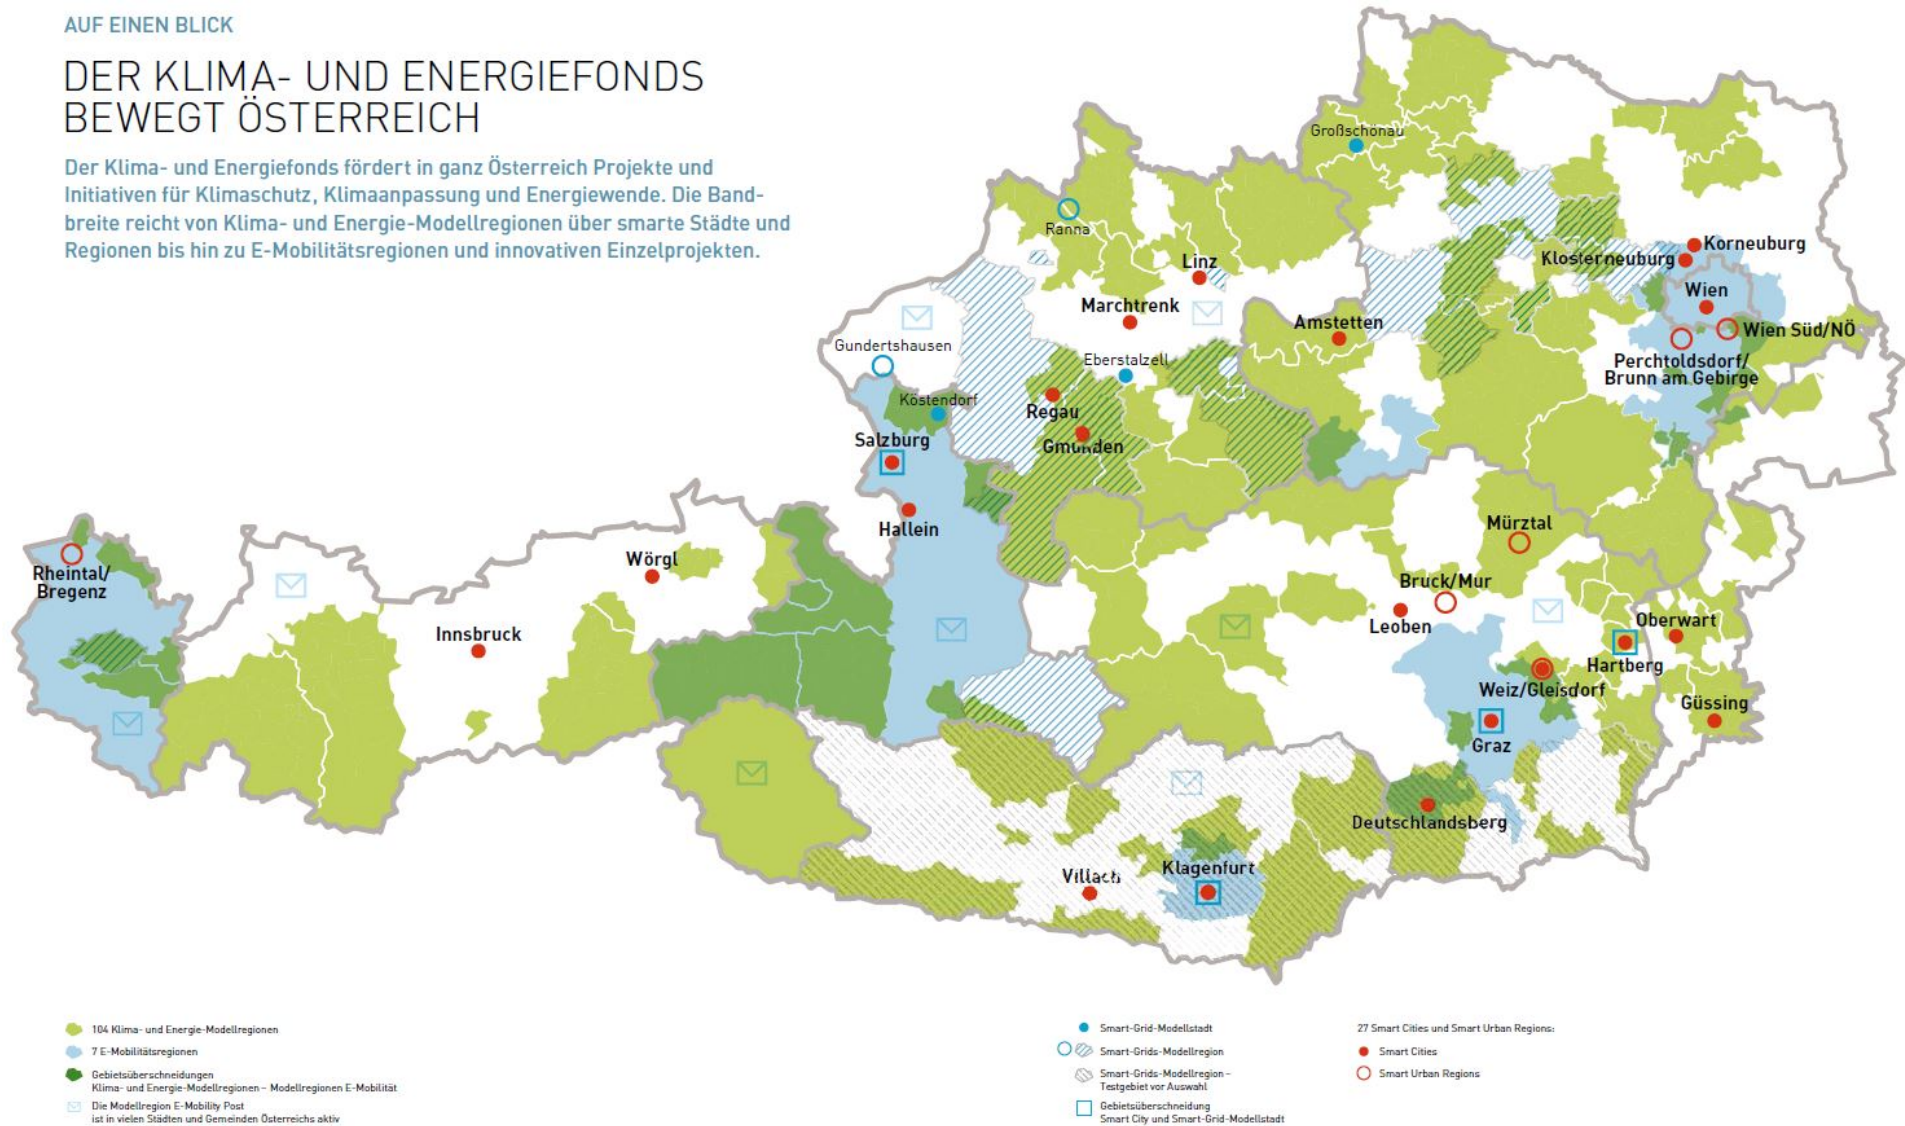 AUF EINEN BLICK
DER KLIMA- UND ENERGIEFONDS
BEWEGT ÖSTERREICH
Der Klima- und Energiefonds fördert in ganz Österreich Projekte und
Initiativen für Klimaschutz, Klimaanpassung und Energiewende. Die Band-
breite reicht von Klima- und Energie-Modellregionen über smarte Städte und
Regionen bis hin zu E-Mobilitätsregionen und innovativen Einzelprojekten.
Großschönau
Ranna
Linz
Korneuburg
Klosterneuburg
Wien
Marchtrenk
Amstetten
Wien Süd/NÖ
Gundertshausen
Eberstalzell
Perchtoldsdorf/
Brunn am Gebirge
Köstendorf
Regau
Salzburg
Gmunden
Hallein
Mürztal
Wörgl
Rheintal/
Bregenz
Bruck/Mur
Leoben
Oberwart
Innsbruck
Hartberg
Weiz/Gleisdorf
Güssing
Graz
Deutschlandsberg
Villach
Klagenfurt
104 Klima- und Energie-Modellregionen
7 E-Mobilitätsregionen
Gebietsüberschneidungen
Klima- und Energie-Modellregionen – Modellregionen E-Mobilität
Die Modellregion E-Mobility Post
ist in vielen Städten und Gemeinden Österreichs aktiv
Smart-Grid-Modellstadt
Smart-Grids-Modellregion
Smart-Grids-Modellregion –
Testgebiet vor Auswahl
Gebietsüberschneidung
Smart City und Smart-Grid-Modellstadt
27 Smart Cities und Smart Urban Regions:
Smart Cities
Smart Urban Regions